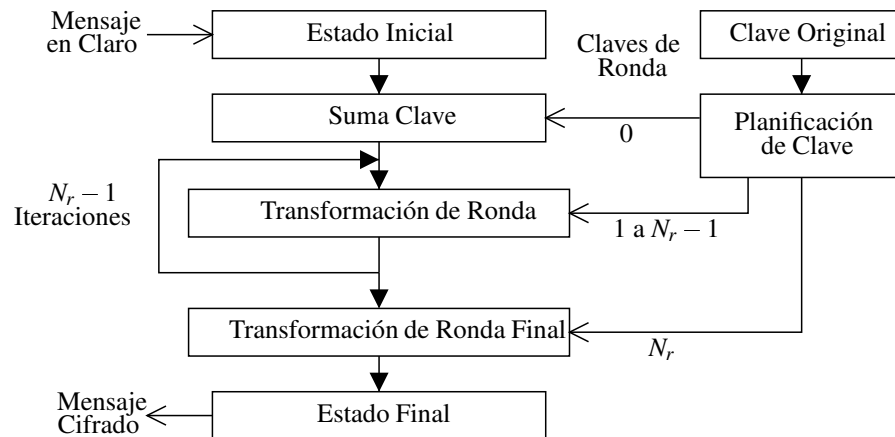 Mensaje
en Claro
Estado Inicial
Claves de
Ronda
Clave Original
Suma Clave
0
Planificación
de Clave
N_r − 1
Iteraciones
Transformación de Ronda
1 a N_r − 1
Transformación de Ronda Final
N_r
Mensaje
Cifrado
Estado Final